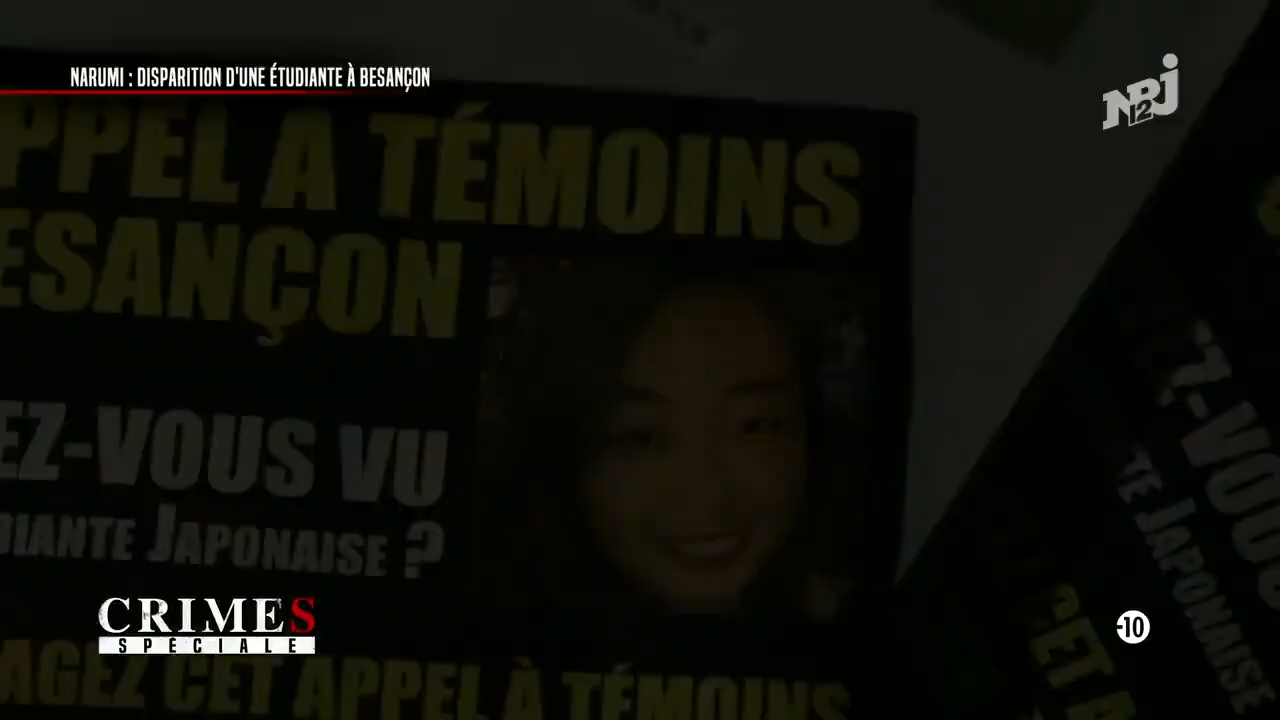 NARUMI : DISPARITION D'UNE ÉTUDIANTE À BESANÇON
NRJ
12
PPEL A TÉMOINS
ESANÇON
EZ-VOUS VU
DIANTE JAPONAISE ?
AGEZ CET APPEL À TÉMOINS
Z-VOUS
TE JAPONAISE
CET A
CRIMES
SPÉCIALE
-10